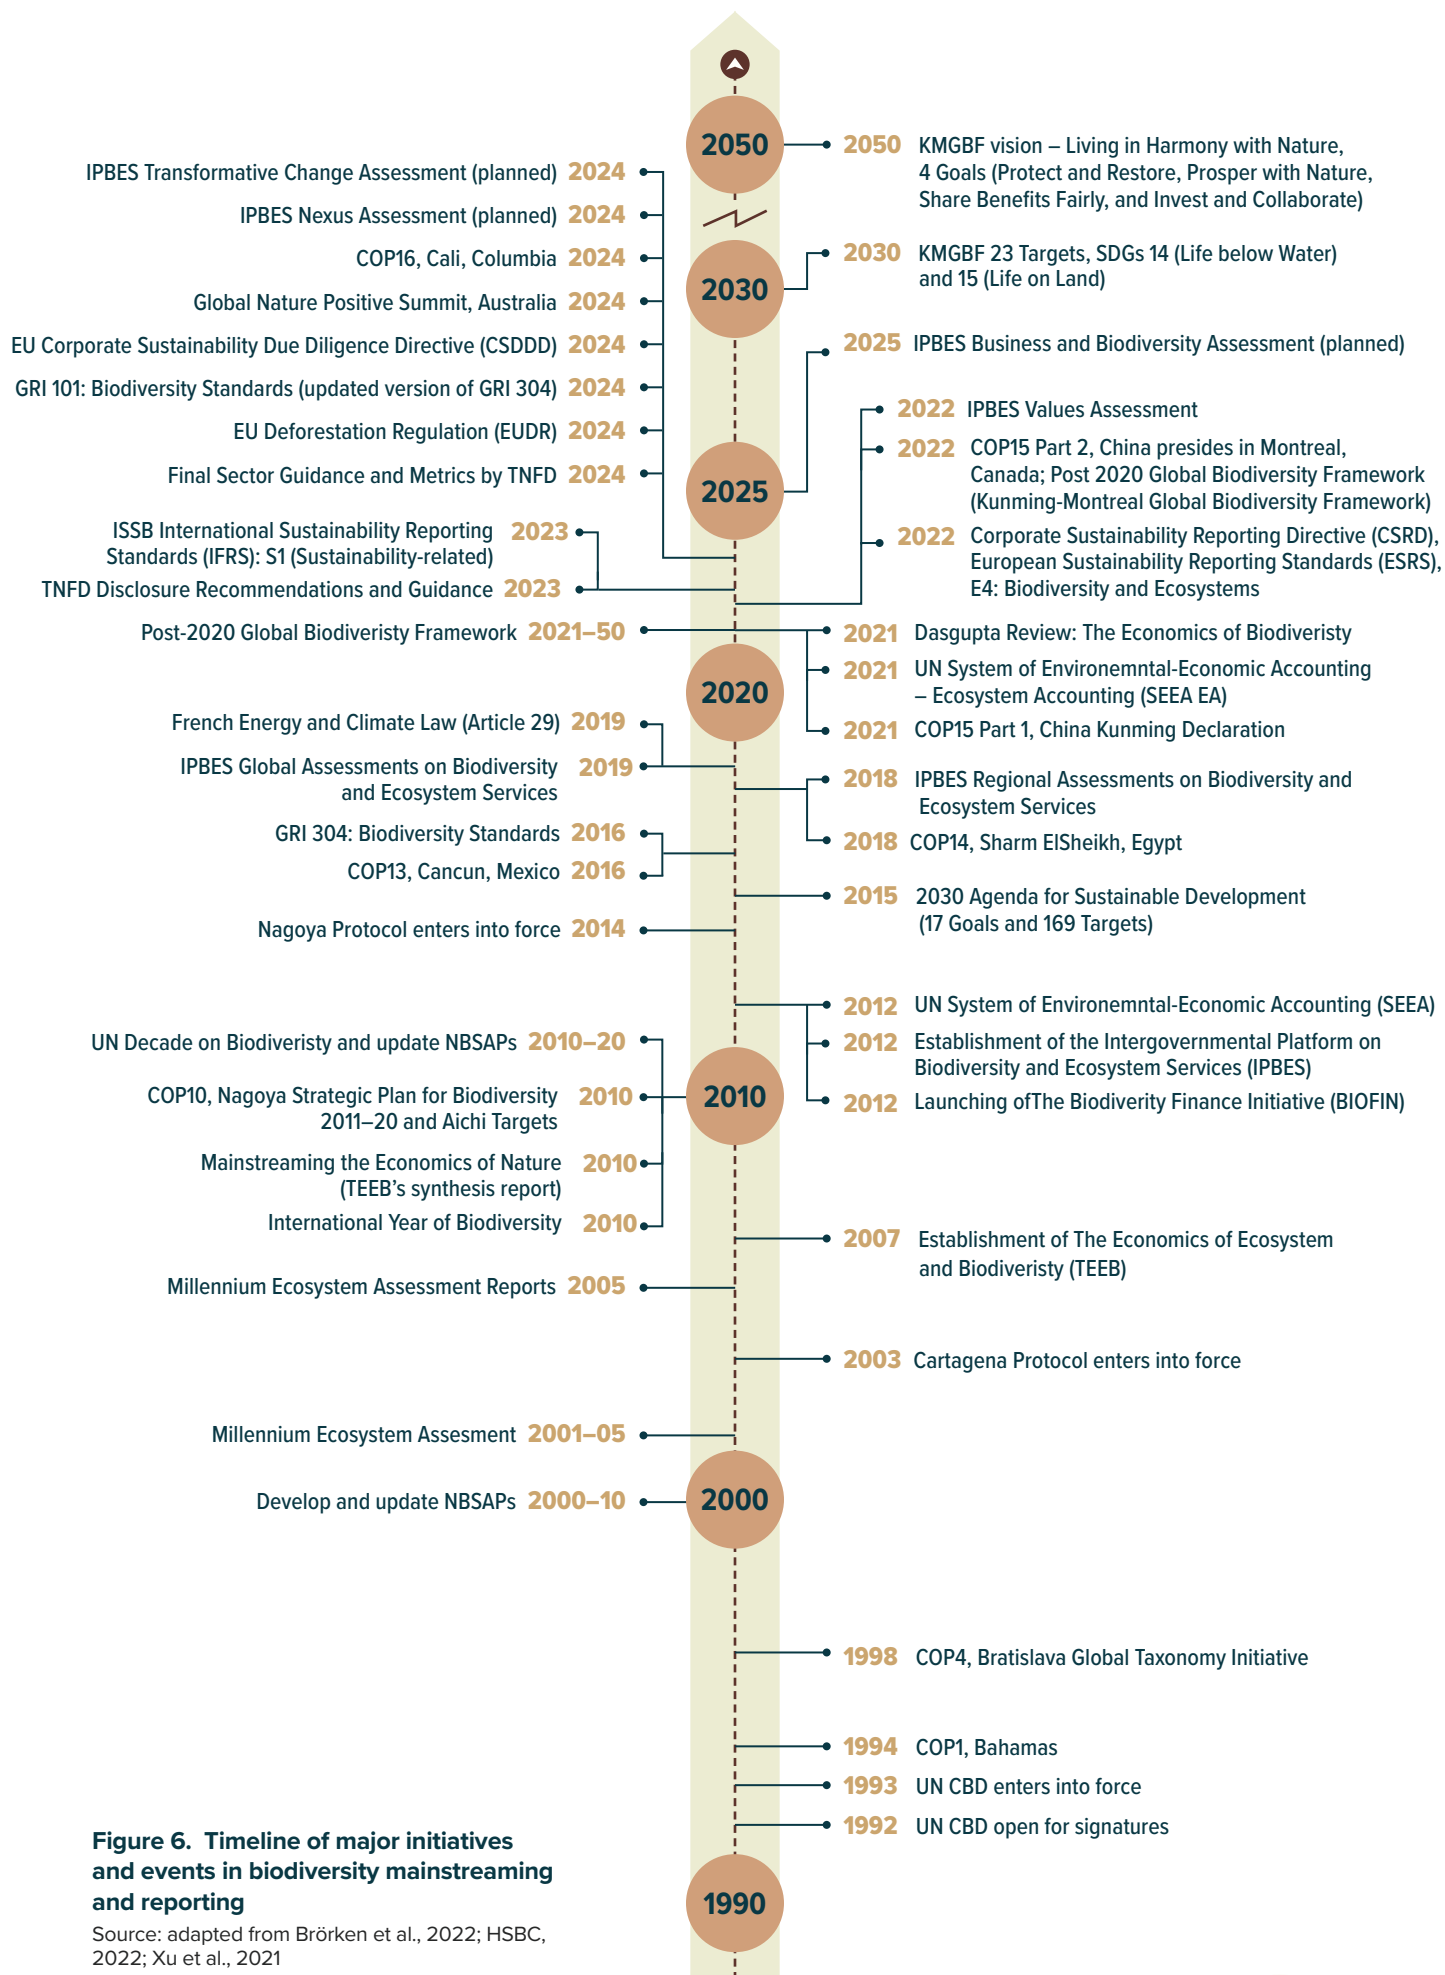 2050
2030
2025
2020
2010
2000
1990
IPBES Transformative Change Assessment (planned) 2024
IPBES Nexus Assessment (planned) 2024
COP16, Cali, Columbia 2024
Global Nature Positive Summit, Australia 2024
EU Corporate Sustainability Due Diligence Directive (CSDDD) 2024
GRI 101: Biodiversity Standards (updated version of GRI 304) 2024
EU Deforestation Regulation (EUDR) 2024
Final Sector Guidance and Metrics by TNFD 2024
ISSB International Sustainability Reporting 2023
Standards (IFRS): S1 (Sustainability-related)
TNFD Disclosure Recommendations and Guidance 2023
Post-2020 Global Biodiveristy Framework 2021–50
French Energy and Climate Law (Article 29) 2019
IPBES Global Assessments on Biodiversity 2019
and Ecosystem Services
GRI 304: Biodiversity Standards 2016
COP13, Cancun, Mexico 2016
Nagoya Protocol enters into force 2014
UN Decade on Biodiveristy and update NBSAPs 2010–20
COP10, Nagoya Strategic Plan for Biodiversity 2010
2011–20 and Aichi Targets
Mainstreaming the Economics of Nature 2010
(TEEB's synthesis report)
International Year of Biodiversity 2010
Millennium Ecosystem Assessment Reports 2005
Millennium Ecosystem Assesment 2001–05
Develop and update NBSAPs 2000–10
2050 KMGBF vision – Living in Harmony with Nature,
4 Goals (Protect and Restore, Prosper with Nature,
Share Benefits Fairly, and Invest and Collaborate)
2030 KMGBF 23 Targets, SDGs 14 (Life below Water)
and 15 (Life on Land)
2025 IPBES Business and Biodiversity Assessment (planned)
2022 IPBES Values Assessment
2022 COP15 Part 2, China presides in Montreal,
Canada; Post 2020 Global Biodiversity Framework
(Kunming-Montreal Global Biodiversity Framework)
2022 Corporate Sustainability Reporting Directive (CSRD),
European Sustainability Reporting Standards (ESRS),
E4: Biodiversity and Ecosystems
2021 Dasgupta Review: The Economics of Biodiveristy
2021 UN System of Environemntal-Economic Accounting
– Ecosystem Accounting (SEEA EA)
2021 COP15 Part 1, China Kunming Declaration
2018 IPBES Regional Assessments on Biodiversity and
Ecosystem Services
2018 COP14, Sharm ElSheikh, Egypt
2015 2030 Agenda for Sustainable Development
(17 Goals and 169 Targets)
2012 UN System of Environemntal-Economic Accounting (SEEA)
2012 Establishment of the Intergovernmental Platform on
Biodiversity and Ecosystem Services (IPBES)
2012 Launching ofThe Biodiverity Finance Initiative (BIOFIN)
2007 Establishment of The Economics of Ecosystem
and Biodiveristy (TEEB)
2003 Cartagena Protocol enters into force
1998 COP4, Bratislava Global Taxonomy Initiative
1994 COP1, Bahamas
1993 UN CBD enters into force
1992 UN CBD open for signatures
Figure 6. Timeline of major initiatives
and events in biodiversity mainstreaming
and reporting
Source: adapted from Brörken et al., 2022; HSBC,
2022; Xu et al., 2021